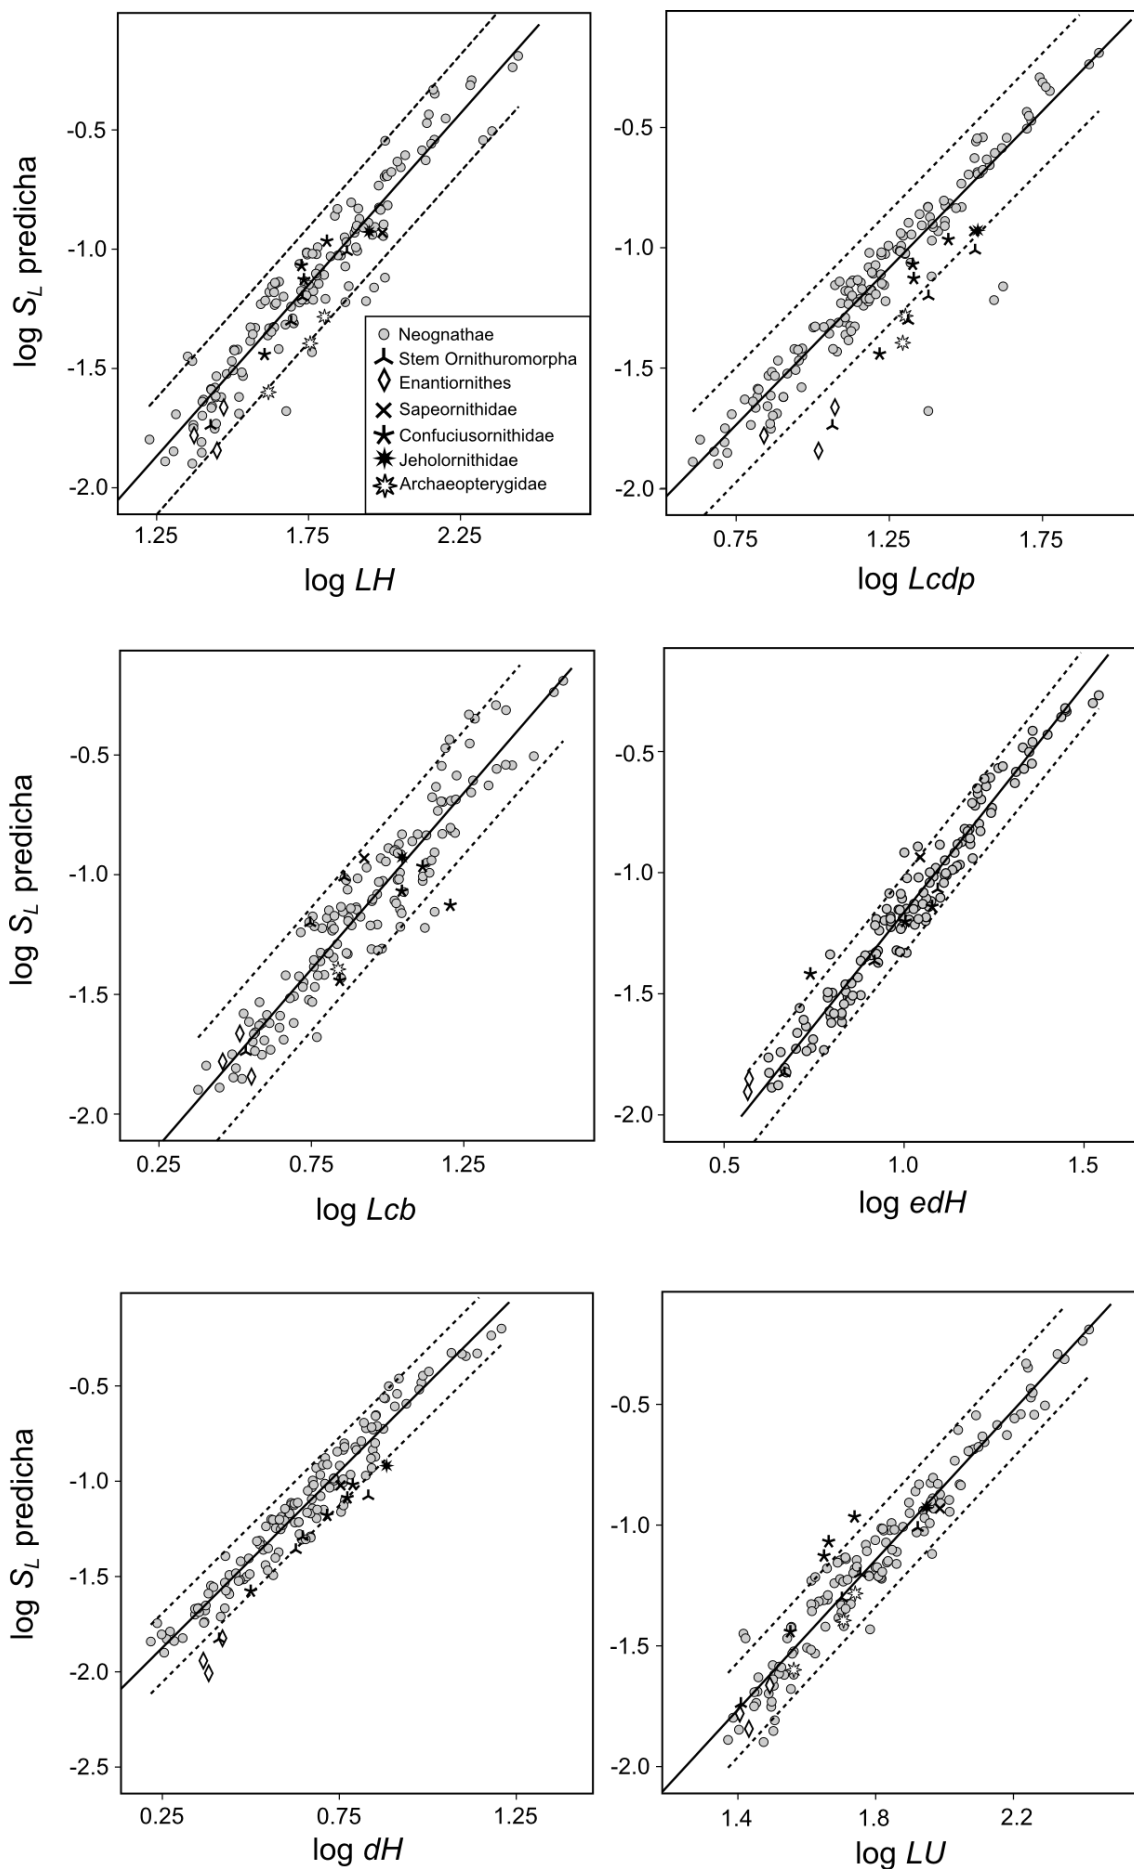 log S_L predicha
-0.5
-1.0
-1.5
-2.0
1.25 1.75 2.25
log LH
Neognathae
Stem Ornithuromorpha
Enantiornithes
Sapeornithidae
Confuciusornithidae
Jeholornithidae
Archaeopterygidae
-0.5
-1.0
-1.5
-2.0
0.75 1.25 1.75
log Lcdp
log S_L predicha
-0.5
-1.0
-1.5
-2.0
0.25 0.75 1.25
log Lcb
-0.5
-1.0
-1.5
-2.0
0.5 1.0 1.5
log edH
log S_L predicha
-0.5
-1.0
-1.5
-2.0
-2.5
0.25 0.75 1.25
log dH
-0.5
-1.0
-1.5
-2.0
1.4 1.8 2.2
log LU